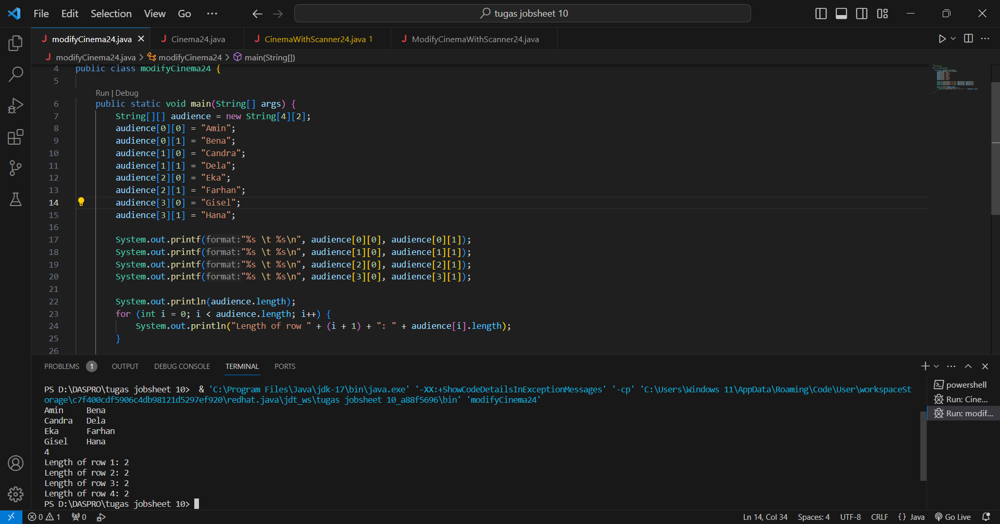 File Edit Selection View Go ··· tugas jobsheet 10
J modifyCinema24.java J Cinema24.java J CinemaWithScanner24.java 1 J ModifyCinemaWithScanner24.java
J modifyCinema24.java > modifyCinema24 > main(String[])
4 public class modifyCinema24 {
5
Run | Debug
6 public static void main(String[] args) {
7 String[][] audience = new String[4][2];
8 audience[0][0] = "Amin";
9 audience[0][1] = "Bena";
10 audience[1][0] = "Candra";
11 audience[1][1] = "Dela";
12 audience[2][0] = "Eka";
13 audience[2][1] = "Farhan";
14 audience[3][0] = "Gisel";
15 audience[3][1] = "Hana";
16
17 System.out.printf(format:"%s \t %s\n", audience[0][0], audience[0][1]);
18 System.out.printf(format:"%s \t %s\n", audience[1][0], audience[1][1]);
19 System.out.printf(format:"%s \t %s\n", audience[2][0], audience[2][1]);
20 System.out.printf(format:"%s \t %s\n", audience[3][0], audience[3][1]);
21
22 System.out.println(audience.length);
23 for (int i = 0; i < audience.length; i++) {
24 System.out.println("Length of row " + (i + 1) + ": " + audience[i].length);
25 }
26
PROBLEMS 1 OUTPUT DEBUG CONSOLE TERMINAL PORTS
PS D:\DASPRO\tugas jobsheet 10> & 'C:\Program Files\Java\jdk-17\bin\java.exe' '-XX:+ShowCodeDetailsInExceptionMessages' '-cp' 'C:\Users\Windows 11\AppData\Roaming\Code\User\workspaceSt
orage\c7f400cdf5906c4db98121d5297ef920\redhat.java\jdt_ws\tugas jobsheet 10_a88f5696\bin' 'modifyCinema24'
Amin Bena
Candra Dela
Eka Farhan
Gisel Hana
4
Length of row 1: 2
Length of row 2: 2
Length of row 3: 2
Length of row 4: 2
PS D:\DASPRO\tugas jobsheet 10>
powershell
Run: Cine...
Run: modif...
0 1 0 Ln 14, Col 34 Spaces: 4 UTF-8 CRLF {} Java Go Live